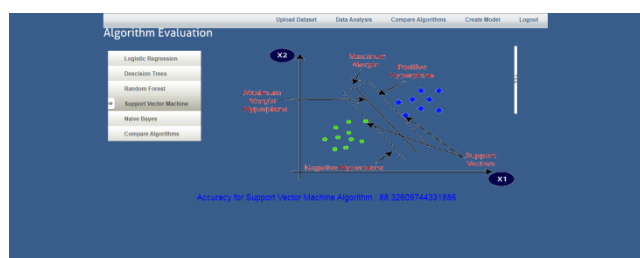 Upload Dataset Data Analysis Compare Algorithms Create Model Logout
Algorithm Evaluation
Logistic Regression
Descision Trees
Random Forest
Support Vector Machine
Naive Bayes
Compare Algorithms
X2
Maximum
Margin
Positive
Hyperplane
Maximum
Margin
Hyperplane
Support
Vectors
Negative Hyperplane
X1
Accuracy for Support Vector Machine Algorithm : 88.32609744331886